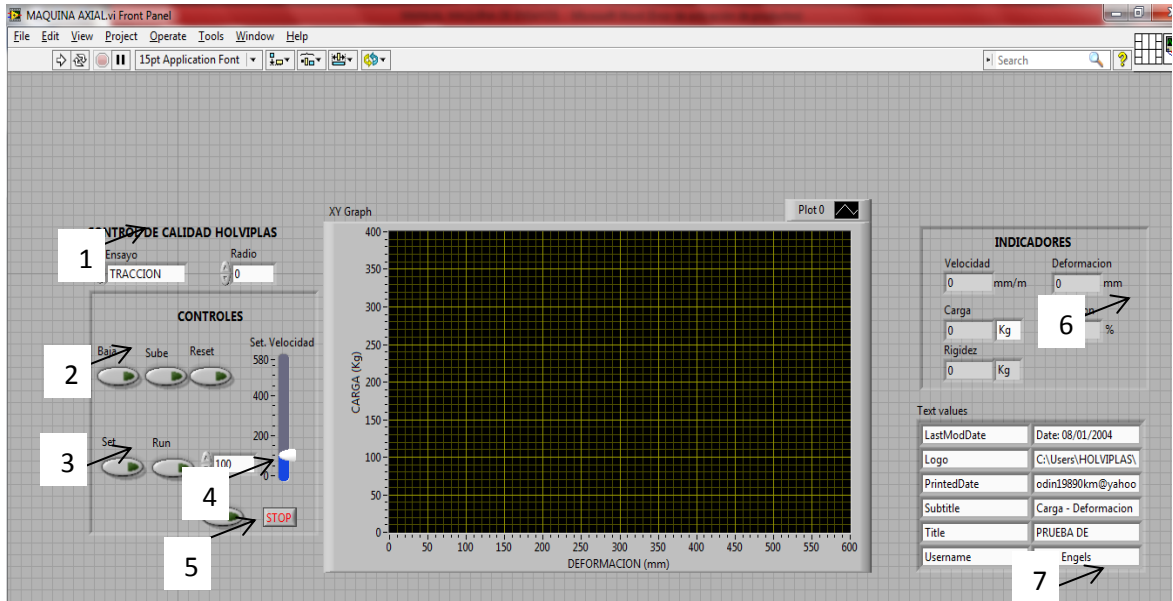 MAQUINA AXIAL.vi Front Panel
File Edit View Project Operate Tools Window Help
15pt Application Font
Search
XY Graph
Plot 0
CONTROL DE CALIDAD HOLVIPLAS
1
Ensayo
Radio
TRACCION
0
CONTROLES
Baja
Sube
Reset
Set. Velocidad
2
580
400
200
0
Set
Run
3
100
4
STOP
5
CARGA (Kg)
400
350
300
250
200
150
100
50
0
0 50 100 150 200 250 300 350 400 450 500 550 600
DEFORMACION (mm)
INDICADORES
Velocidad
Deformacion
0 mm/m
0 mm
Carga
0 Kg
6
%
Rigidez
0 Kg
Text values
LastModDate Date: 08/01/2004
Logo C:\Users\HOLVIPLAS\
PrintedDate odin19890km@yahoo
Subtitle Carga - Deformacion
Title PRUEBA DE
Username Engels
7